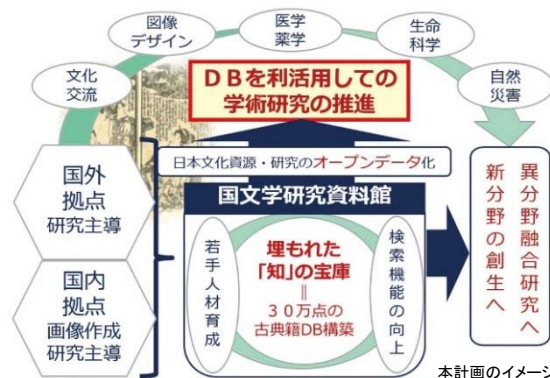 図像
デザイン
医学
薬学
生命
科学
文化
交流
自然
災害
DBを利活用しての
学術研究の推進
日本文化資源・研究のオープンデータ化
国文学研究資料館
国外
拠点
研究主導
国内
拠点
画像作成
研究主導
若手人材育成
埋もれた
「知」の宝庫
＝
30万点の
古典籍DB構築
検索機能の向上
異分野融合研究へ
新分野の創生へ
本計画のイメージ